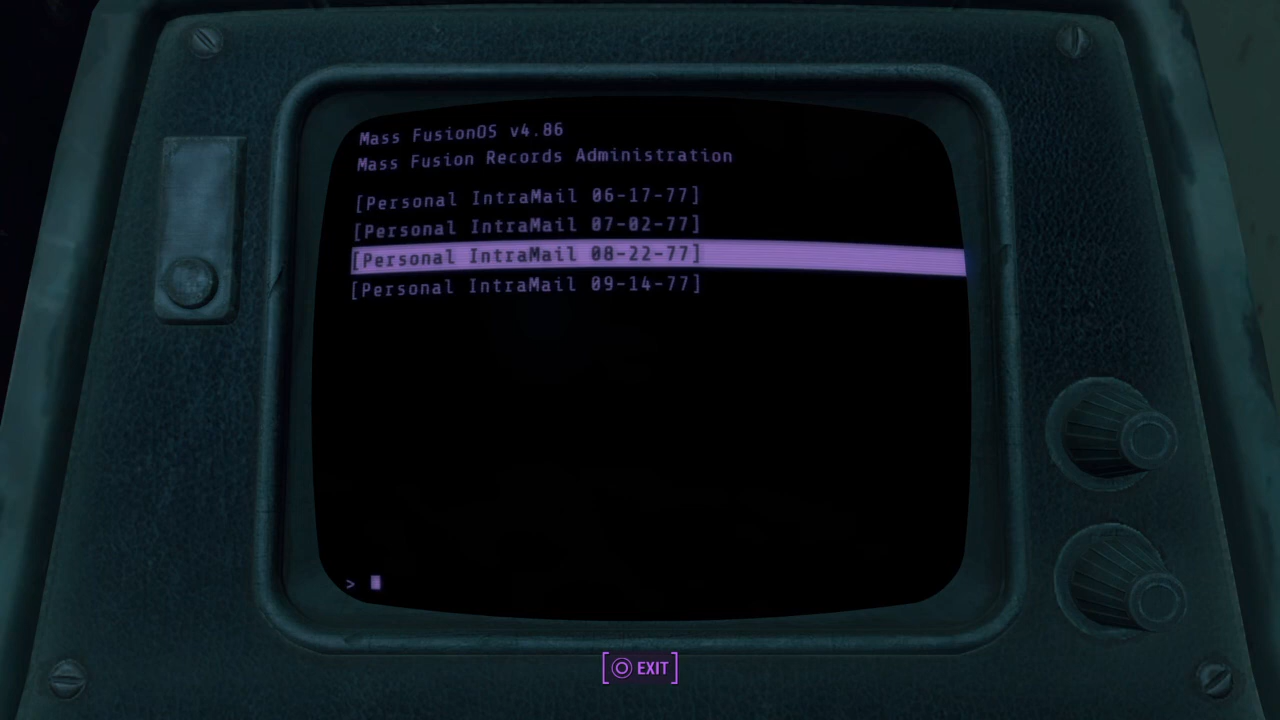 Mass FusionOS v4.86
Mass Fusion Records Administration
[Personal IntraMail 06-17-77]
[Personal IntraMail 07-02-77]
[Personal IntraMail 08-22-77]
[Personal IntraMail 09-14-77]
>
[EXIT]